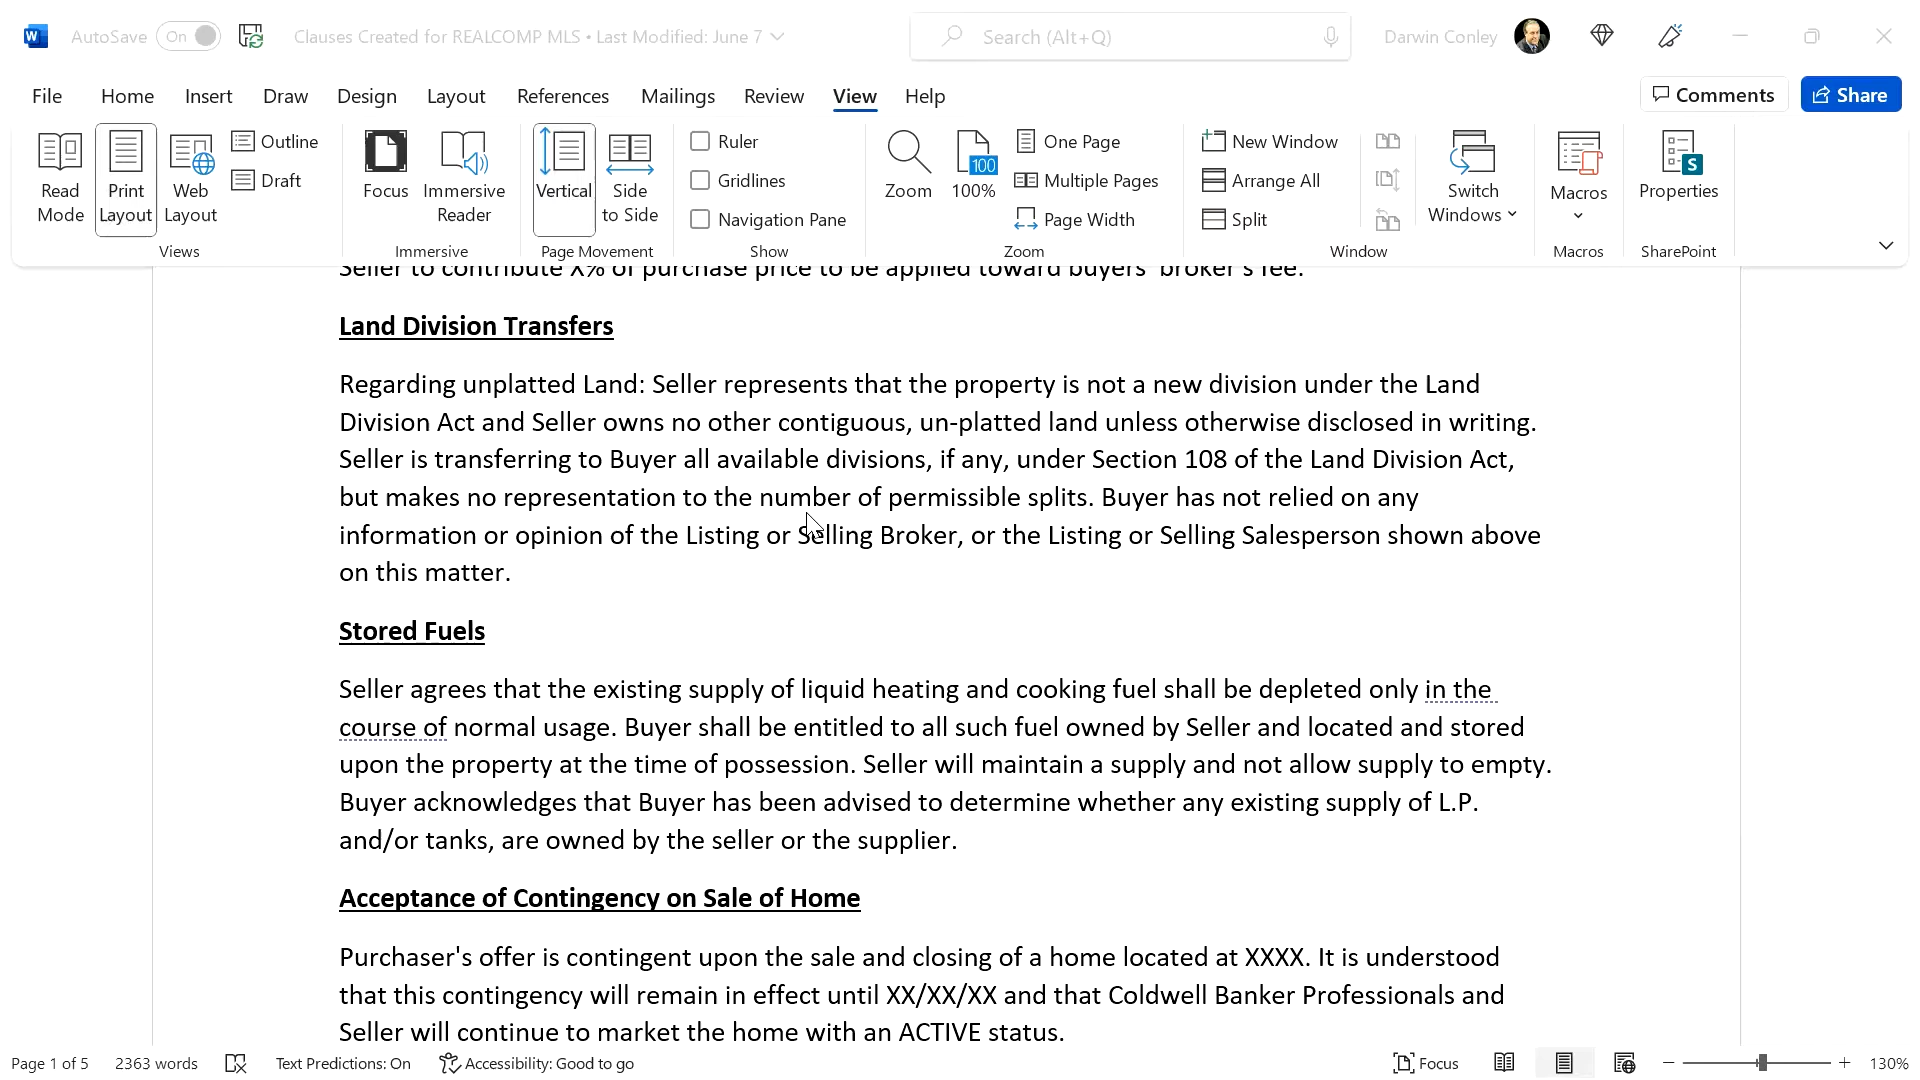 W AutoSave On Clauses Created for REALCOMP MLS • Last Modified: June 7 Search (Alt+Q) Darwin Conley
File Home Insert Draw Design Layout References Mailings Review View Help Comments Share
Read Mode
Print Layout
Web Layout
Outline
Draft
Views
Focus
Immersive Reader
Immersive
Vertical
Side to Side
Page Movement
Ruler
Gridlines
Navigation Pane
Show
Zoom
100
100%
One Page
Multiple Pages
Page Width
Zoom
New Window
Arrange All
Split
Switch Windows
Window
Macros
Macros
S
Properties
SharePoint
Seller to contribute X% of purchase price to be applied toward buyers' broker's fee.
Land Division Transfers
Regarding unplatted Land: Seller represents that the property is not a new division under the Land
Division Act and Seller owns no other contiguous, un-platted land unless otherwise disclosed in writing.
Seller is transferring to Buyer all available divisions, if any, under Section 108 of the Land Division Act,
but makes no representation to the number of permissible splits. Buyer has not relied on any
information or opinion of the Listing or Selling Broker, or the Listing or Selling Salesperson shown above
on this matter.
Stored Fuels
Seller agrees that the existing supply of liquid heating and cooking fuel shall be depleted only in the
course of normal usage. Buyer shall be entitled to all such fuel owned by Seller and located and stored
upon the property at the time of possession. Seller will maintain a supply and not allow supply to empty.
Buyer acknowledges that Buyer has been advised to determine whether any existing supply of L.P.
and/or tanks, are owned by the seller or the supplier.
Acceptance of Contingency on Sale of Home
Purchaser's offer is contingent upon the sale and closing of a home located at XXXX. It is understood
that this contingency will remain in effect until XX/XX/XX and that Coldwell Banker Professionals and
Seller will continue to market the home with an ACTIVE status.
Page 1 of 5 2363 words Text Predictions: On Accessibility: Good to go Focus 130%